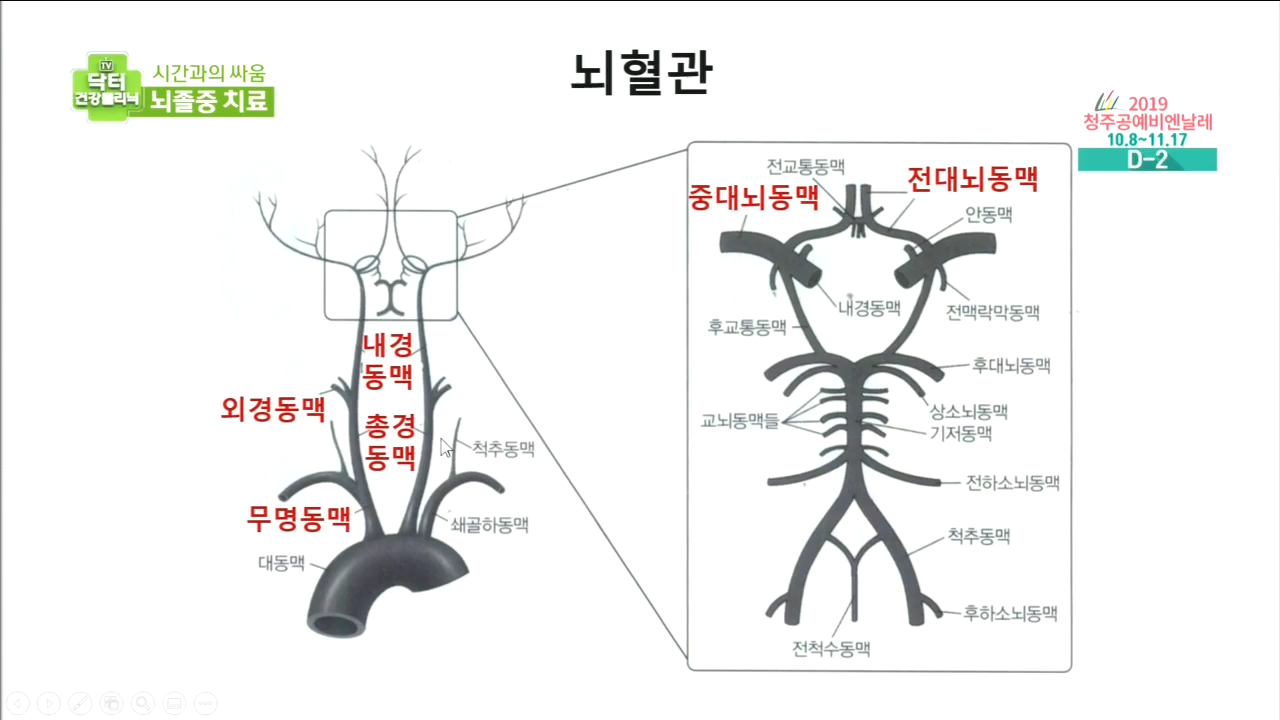 뇌혈관
TV
닥터
건강클리닉
시간과의 싸움
뇌졸중 치료
2019
청주공예비엔날레
10.8~11.17
D-2
내경
동맥
외경동맥
총경
동맥
척추동맥
무명동맥
쇄골하동맥
대동맥
전교통동맥
중대뇌동맥
전대뇌동맥
안동맥
내경동맥
전맥락막동맥
후교통동맥
후대뇌동맥
상소뇌동맥
교뇌동맥들
기저동맥
전하소뇌동맥
척추동맥
후하소뇌동맥
전척수동맥